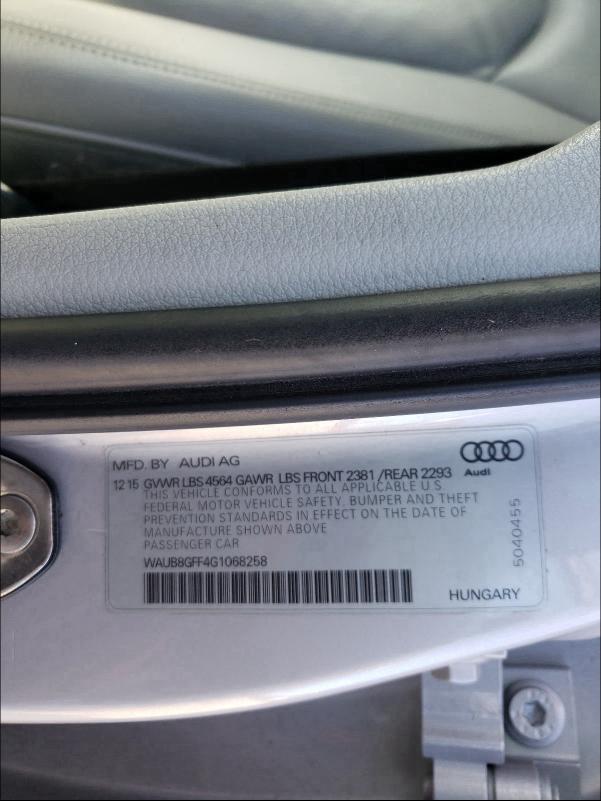 MFD. BY AUDI AG
Audi
12 15 GVWR LBS 4564 GAWR LBS FRONT 2381 /REAR 2293
THIS VEHICLE CONFORMS TO ALL APPLICABLE U.S.
FEDERAL MOTOR VEHICLE SAFETY, BUMPER AND THEFT
PREVENTION STANDARDS IN EFFECT ON THE DATE OF
MANUFACTURE SHOWN ABOVE
PASSENGER CAR
WAUB8GFF4G1068258
HUNGARY
5040455